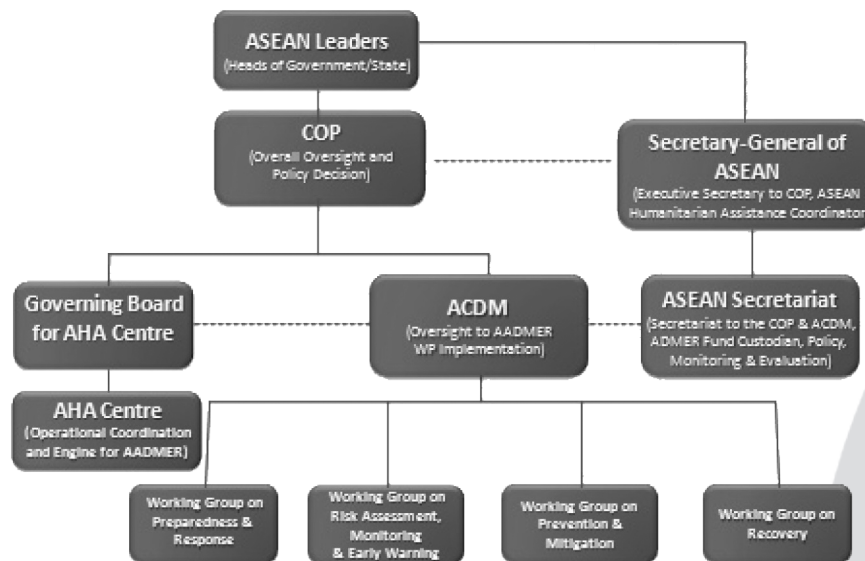 ASEAN Leaders
(Heads of Government/State)
COP
(Overall Oversight and
Policy Decision)
Secretary-General of
ASEAN
(Executive Secretary to COP, ASEAN
Humanitarian Assistance Coordinator
Governing Board
for AHA Centre
ACDM
(Oversight to AADMER
WP Implementation)
ASEAN Secretariat
(Secretariat to the COP & ACDM,
ADMER Fund Custodian, Policy,
Monitoring & Evaluation)
AHA Centre
(Operational Coordination
and Engine for AADMER)
Working Group on
Preparedness &
Response
Working Group on
Risk Assessment,
Monitoring
& Early Warning
Working Group on
Prevention &
Mitigation
Working Group on
Recovery